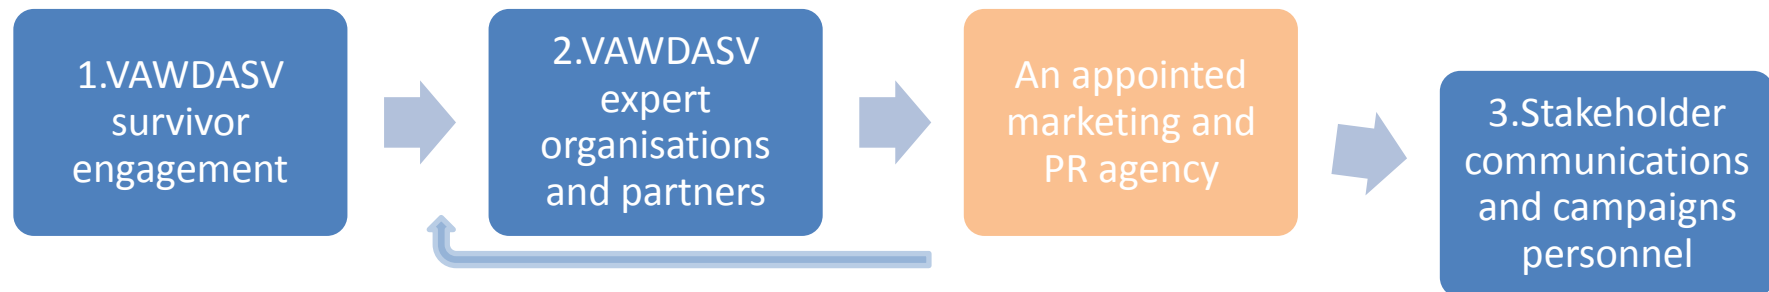 1.VAWDASV
survivor
engagement
2.VAWDASV
expert
organisations
and partners
An appointed
marketing and
PR agency
3.Stakeholder
communications
and campaigns
personnel